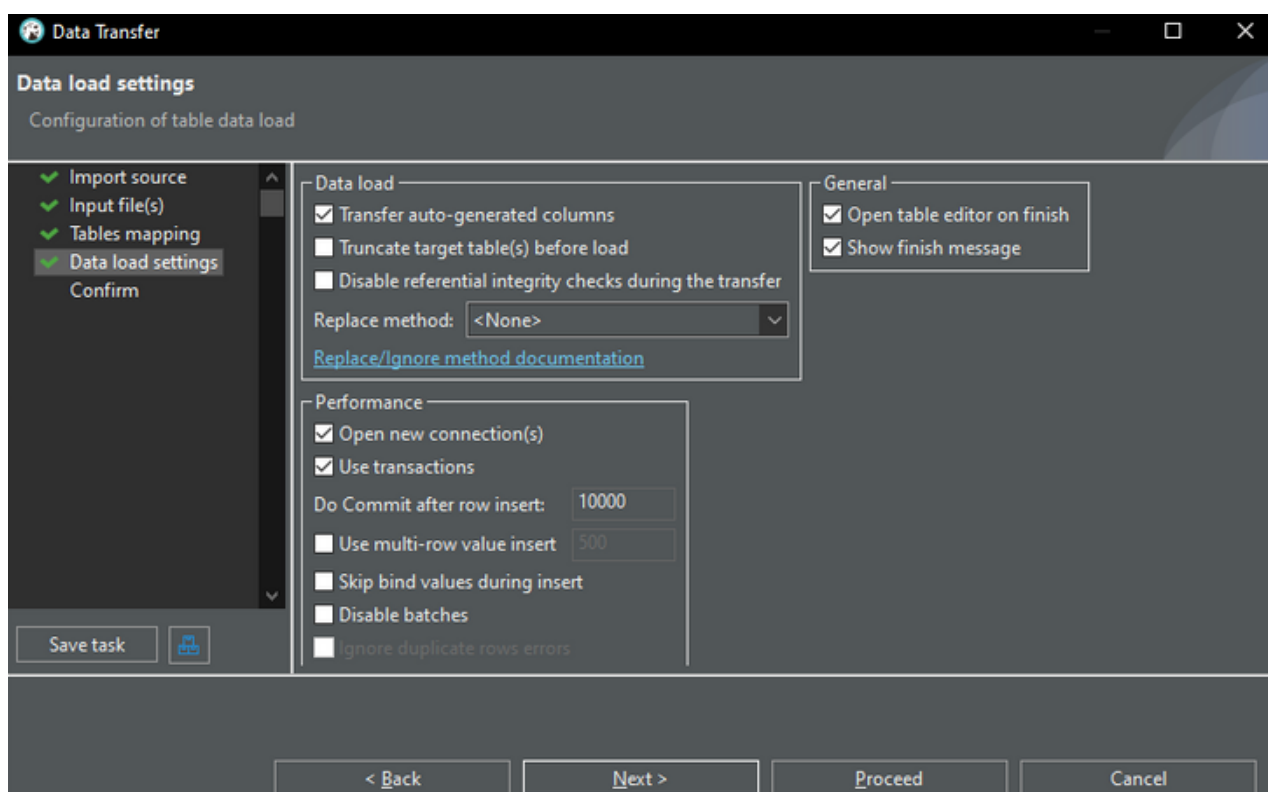 Data Transfer
Data load settings
Configuration of table data load
Import source
Input file(s)
Tables mapping
Data load settings
Confirm
Save task
Data load
Transfer auto-generated columns
Truncate target table(s) before load
Disable referential integrity checks during the transfer
Replace method: <None>
Replace/Ignore method documentation
General
Open table editor on finish
Show finish message
Performance
Open new connection(s)
Use transactions
Do Commit after row insert: 10000
Use multi-row value insert 500
Skip bind values during insert
Disable batches
Ignore duplicate rows errors
< Back Next > Proceed Cancel